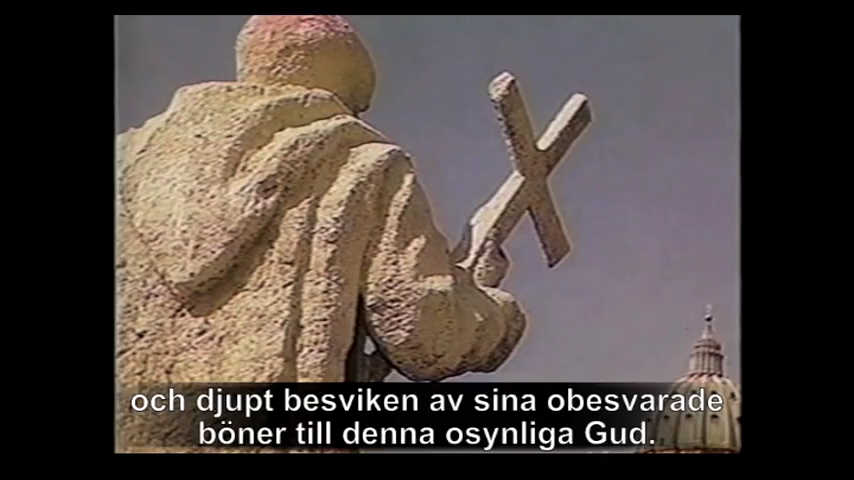 och djupt besviken av sina obesvarade
böner till denna osynliga Gud.